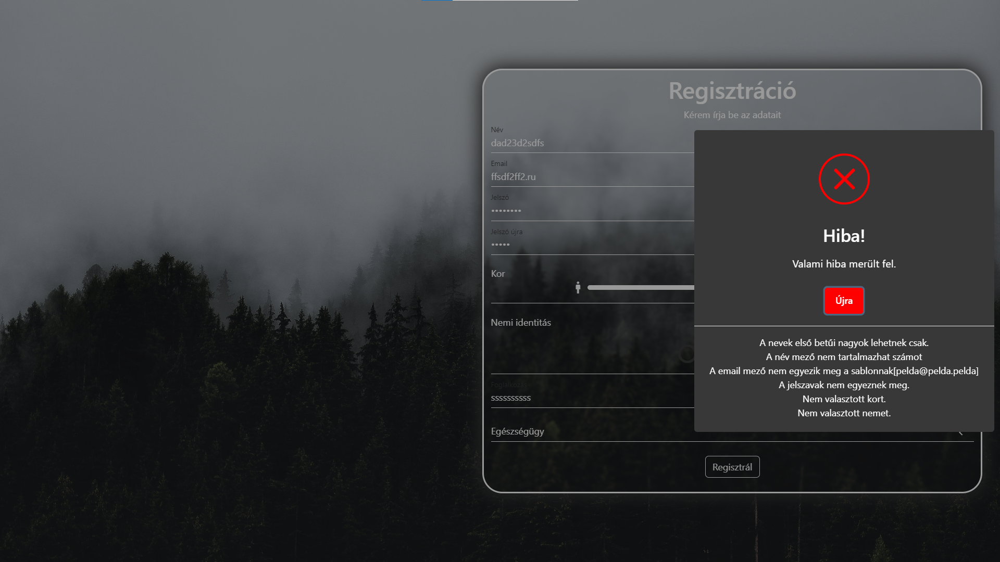 Regisztráció
Kérem írja be az adatait
Név
dad23d2sdfs
Email
ffsdf2ff2.ru
Jelszó
••••••••
Jelszó újra
•••••
Kor
Nemi identitás
Foglalkozás
ssssssssss
Egészségügy
Regisztrál
Hiba!
Valami hiba merült fel.
Újra
A nevek első betűi nagyok lehetnek csak.
A név mező nem tartalmazhat számot
A email mező nem egyezik meg a sablonnak[pelda@pelda.pelda]
A jelszavak nem egyeznek meg.
Nem valasztott kort.
Nem valasztott nemet.